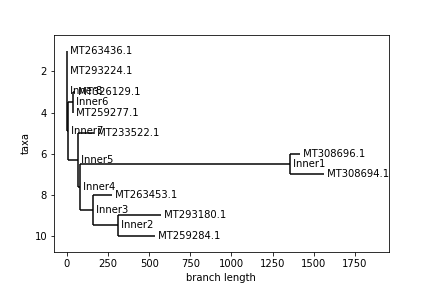 MT263436.1
MT293224.1
MT326129.1
Inner6
MT259277.1
Inner7
MT233522.1
MT308696.1
Inner5
Inner1
MT308694.1
Inner4
MT263453.1
Inner3
MT293180.1
Inner2
MT259284.1
2
4
6
8
10
taxa
0
250
500
750
1000
1250
1500
1750
branch length